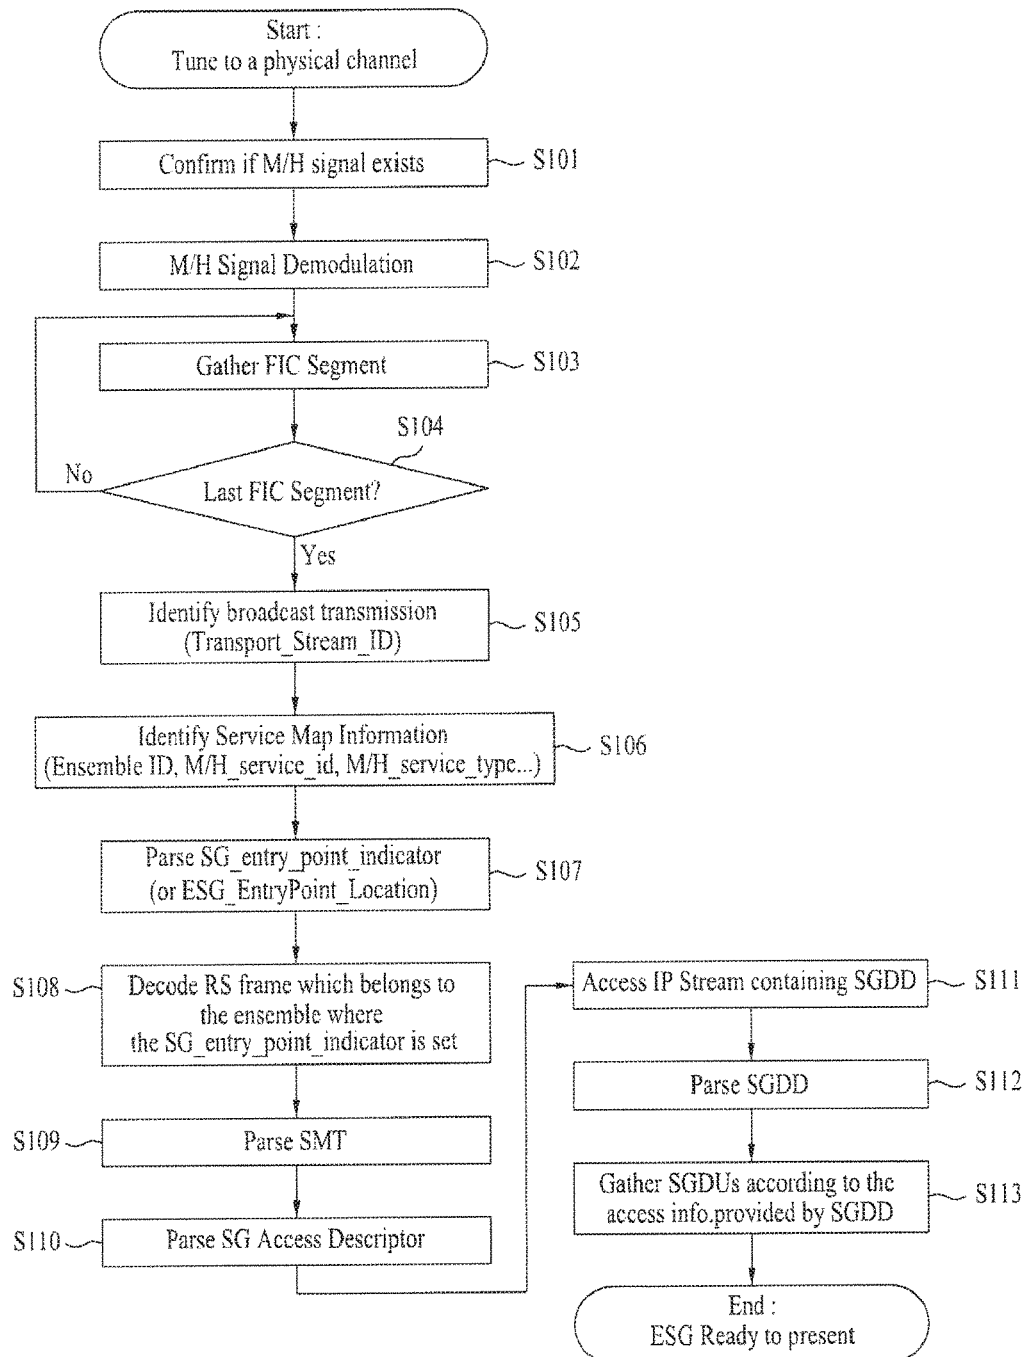 Start :
Tune to a physical channel
Confirm if M/H signal exists
S101
M/H Signal Demodulation
S102
Gather FIC Segment
S103
S104
No
Last FIC Segment?
Yes
Identify broadcast transmission
(Transport_Stream_ID)
S105
Identify Service Map Information
(Ensemble ID, M/H_service_id, M/H_service_type...)
S106
Parse SG_entry_point_indicator
(or ESG_EntryPoint_Location)
S107
S108
Decode RS frame which belongs to
the ensemble where
the SG_entry_point_indicator is set
S109
Parse SMT
S110
Parse SG Access Descriptor
Access IP Stream containing SGDD
S111
Parse SGDD
S112
Gather SGDUs according to the
access info.provided by SGDD
S113
End :
ESG Ready to present